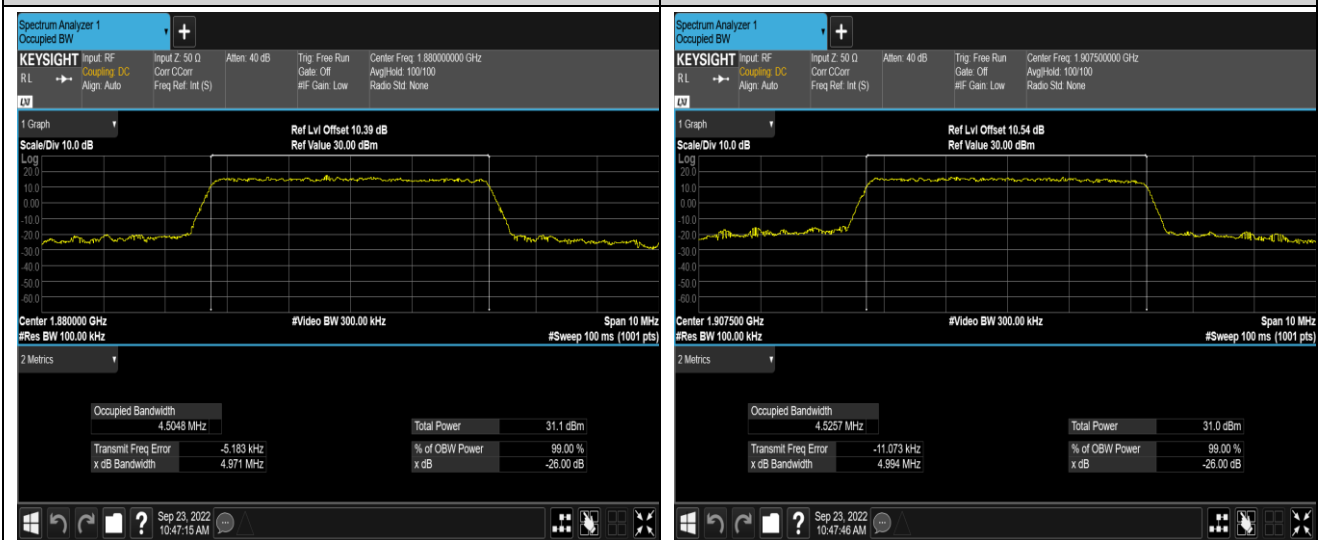 Spectrum Analyzer 1
Occupied BW
+
KEYSIGHT
R L
LXI
Input: RF
Coupling: DC
Align: Auto
Input Z: 50 Ω
Corr CCorr
Freq Ref: Int (S)
Atten: 40 dB
Trig: Free Run
Gate: Off
#IF Gain: Low
Center Freq: 1.880000000 GHz
Avg|Hold: 100/100
Radio Std: None
1 Graph
Scale/Div 10.0 dB
Ref Lvl Offset 10.39 dB
Ref Value 30.00 dBm
Log
20.0
10.0
0.00
-10.0
-20.0
-30.0
-40.0
-50.0
-60.0
Center 1.880000 GHz
#Res BW 100.00 kHz
#Video BW 300.00 kHz
Span 10 MHz
#Sweep 100 ms (1001 pts)
2 Metrics
Occupied Bandwidth
4.5048 MHz
Transmit Freq Error -5.183 kHz
x dB Bandwidth 4.971 MHz
Total Power 31.1 dBm
% of OBW Power 99.00 %
x dB -26.00 dB
?
Sep 23, 2022
10:47:15 AM
Spectrum Analyzer 1
Occupied BW
+
KEYSIGHT
R L
LXI
Input: RF
Coupling: DC
Align: Auto
Input Z: 50 Ω
Corr CCorr
Freq Ref: Int (S)
Atten: 40 dB
Trig: Free Run
Gate: Off
#IF Gain: Low
Center Freq: 1.907500000 GHz
Avg|Hold: 100/100
Radio Std: None
1 Graph
Scale/Div 10.0 dB
Ref Lvl Offset 10.54 dB
Ref Value 30.00 dBm
Log
20.0
10.0
0.00
-10.0
-20.0
-30.0
-40.0
-50.0
-60.0
Center 1.907500 GHz
#Res BW 100.00 kHz
#Video BW 300.00 kHz
Span 10 MHz
#Sweep 100 ms (1001 pts)
2 Metrics
Occupied Bandwidth
4.5257 MHz
Transmit Freq Error -11.073 kHz
x dB Bandwidth 4.994 MHz
Total Power 31.0 dBm
% of OBW Power 99.00 %
x dB -26.00 dB
?
Sep 23, 2022
10:47:46 AM